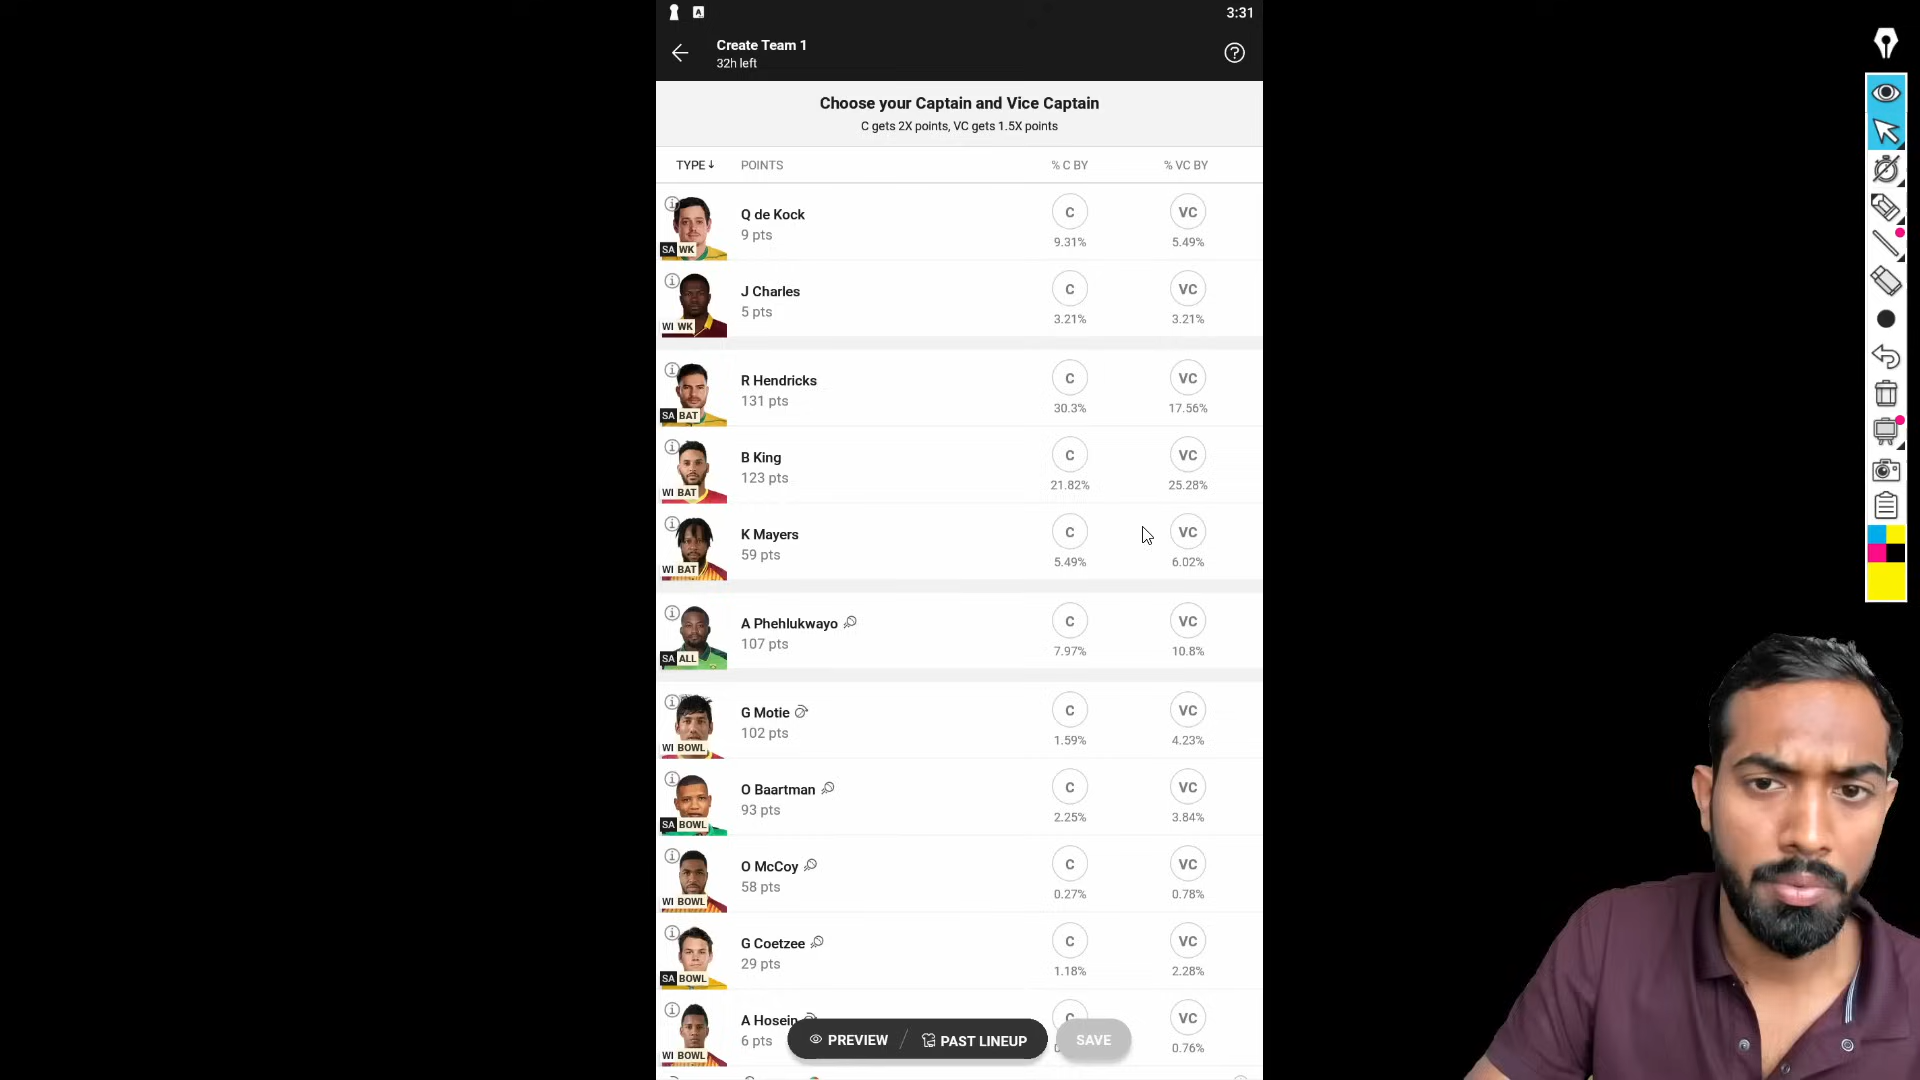 3:31
Create Team 1
32h left
Choose your Captain and Vice Captain
C gets 2X points, VC gets 1.5X points
TYPE↓ POINTS % C BY % VC BY
Q de Kock C VC
9 pts 9.31% 5.49%
SA WK
J Charles C VC
5 pts 3.21% 3.21%
WI WK
R Hendricks C VC
131 pts 30.3% 17.56%
SA BAT
B King C VC
123 pts 21.82% 25.28%
WI BAT
K Mayers C VC
59 pts 5.49% 6.02%
WI BAT
A Phehlukwayo C VC
107 pts 7.97% 10.8%
SA ALL
G Motie C VC
102 pts 1.59% 4.23%
WI BOWL
O Baartman C VC
93 pts 2.25% 3.84%
SA BOWL
O McCoy C VC
58 pts 0.27% 0.78%
WI BOWL
G Coetzee C VC
29 pts 1.18% 2.28%
SA BOWL
A Hosein C VC
6 pts 0.76%
WI BOWL
PREVIEW / PAST LINEUP SAVE